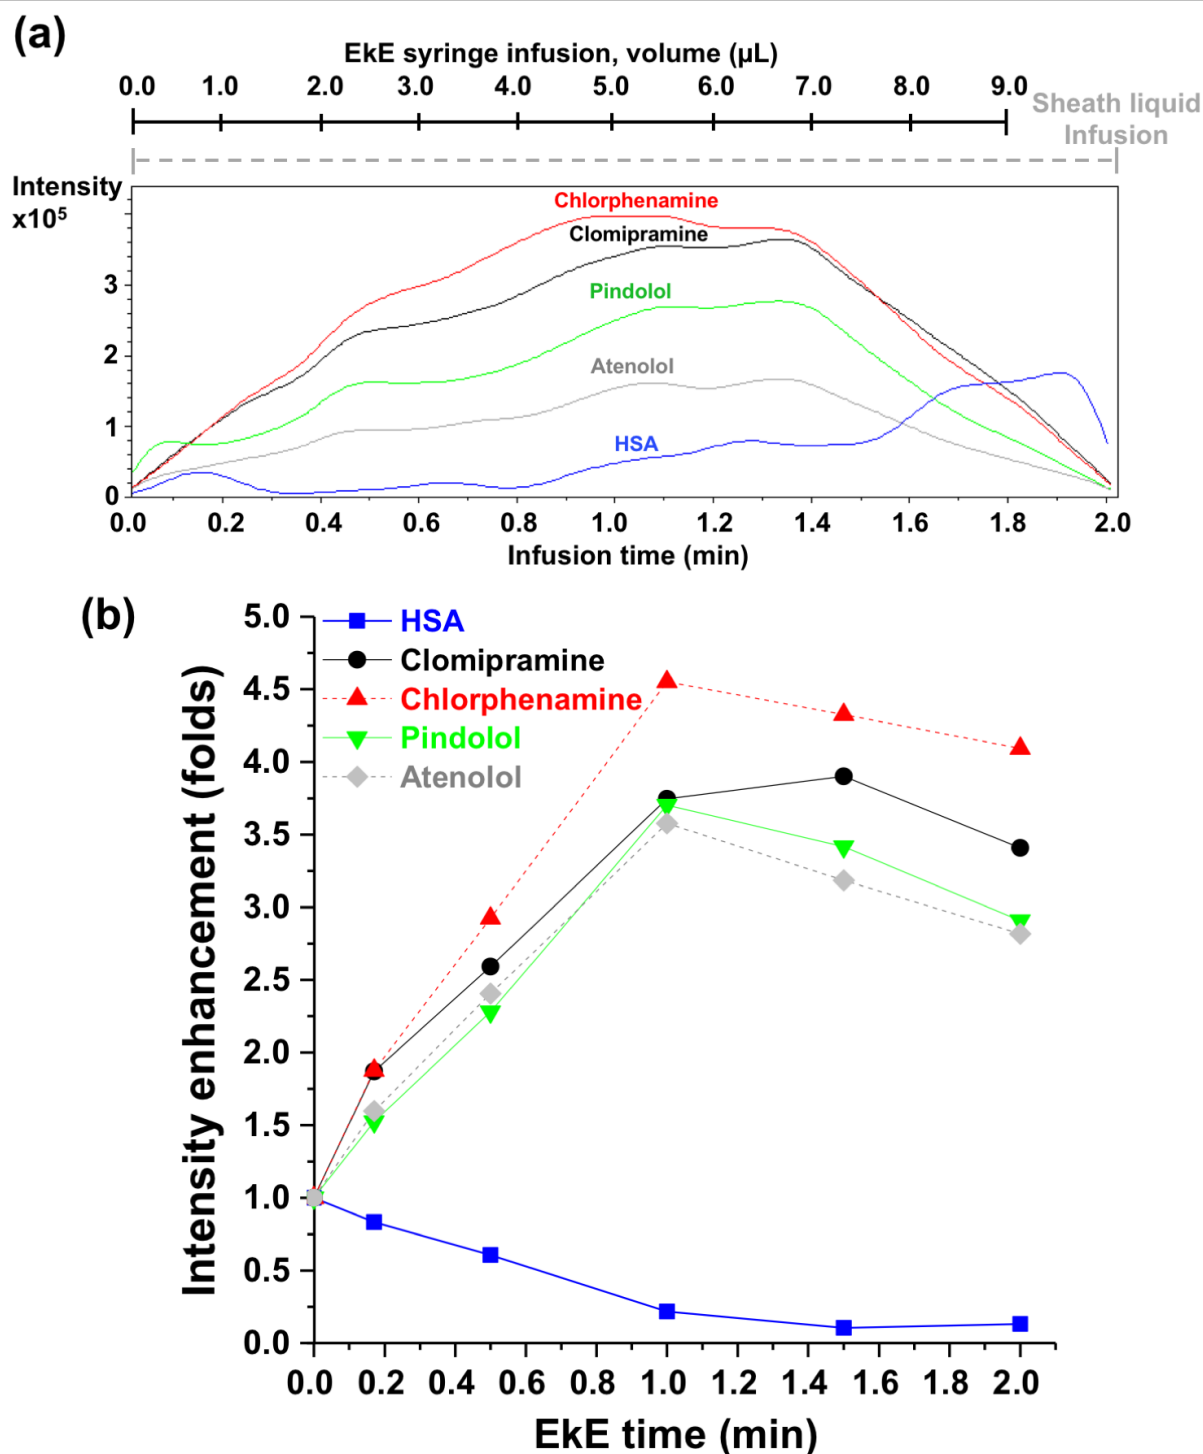 (a)
EkE syringe infusion, volume (µL)
0.0 1.0 2.0 3.0 4.0 5.0 6.0 7.0 8.0 9.0
Sheath liquid
Infusion
Intensity
x10⁵
Chlorphenamine
Clomipramine
3
Pindolol
2
Atenolol
1
HSA
0
0.0 0.2 0.4 0.6 0.8 1.0 1.2 1.4 1.6 1.8 2.0
Infusion time (min)
(b)
5.0
HSA
Clomipramine
4.5
Chlorphenamine
Pindolol
4.0
Atenolol
3.5
3.0
2.5
2.0
1.5
1.0
0.5
0.0
Intensity enhancement (folds)
0.0 0.2 0.4 0.6 0.8 1.0 1.2 1.4 1.6 1.8 2.0
EkE time (min)